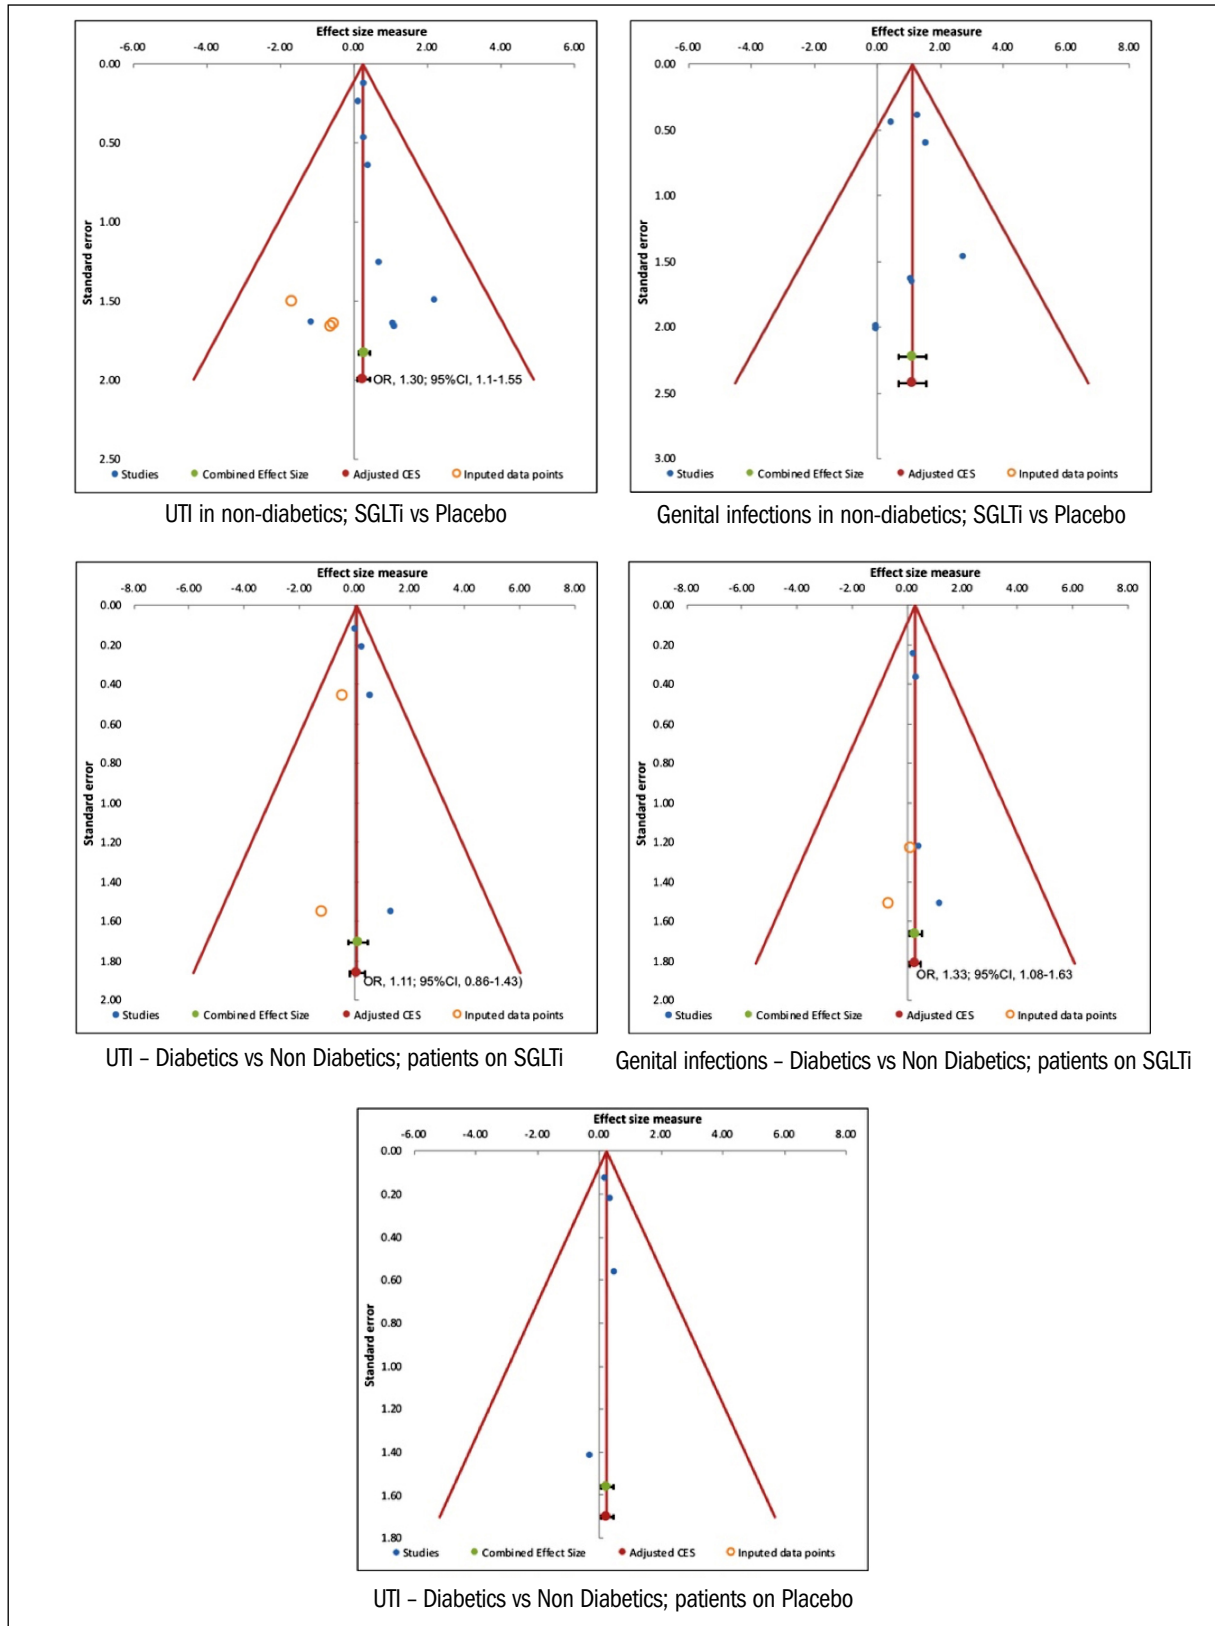 Effect size measure
-6.00 -4.00 -2.00 0.00 2.00 4.00 6.00
0.00
0.50
1.00
1.50
2.00
2.50
Standard error
OR, 1.30; 95%CI, 1.1-1.55
Studies Combined Effect Size Adjusted CES Inputed data points
UTI in non-diabetics; SGLTi vs Placebo
Effect size measure
-6.00 -4.00 -2.00 0.00 2.00 4.00 6.00 8.00
0.00
0.50
1.00
1.50
2.00
2.50
3.00
Standard error
Studies Combined Effect Size Adjusted CES Inputed data points
Genital infections in non-diabetics; SGLTi vs Placebo
Effect size measure
-8.00 -6.00 -4.00 -2.00 0.00 2.00 4.00 6.00 8.00
0.00
0.20
0.40
0.60
0.80
1.00
1.20
1.40
1.60
1.80
2.00
Standard error
OR, 1.11; 95%CI, 0.86-1.43)
Studies Combined Effect Size Adjusted CES Inputed data points
UTI – Diabetics vs Non Diabetics; patients on SGLTi
Effect size measure
-8.00 -6.00 -4.00 -2.00 0.00 2.00 4.00 6.00 8.00
0.00
0.20
0.40
0.60
0.80
1.00
1.20
1.40
1.60
1.80
2.00
Standard error
OR, 1.33; 95%CI, 1.08-1.63
Studies Combined Effect Size Adjusted CES Inputed data points
Genital infections – Diabetics vs Non Diabetics; patients on SGLTi
Effect size measure
-6.00 -4.00 -2.00 0.00 2.00 4.00 6.00 8.00
0.00
0.20
0.40
0.60
0.80
1.00
1.20
1.40
1.60
1.80
Standard error
Studies Combined Effect Size Adjusted CES Inputed data points
UTI – Diabetics vs Non Diabetics; patients on Placebo